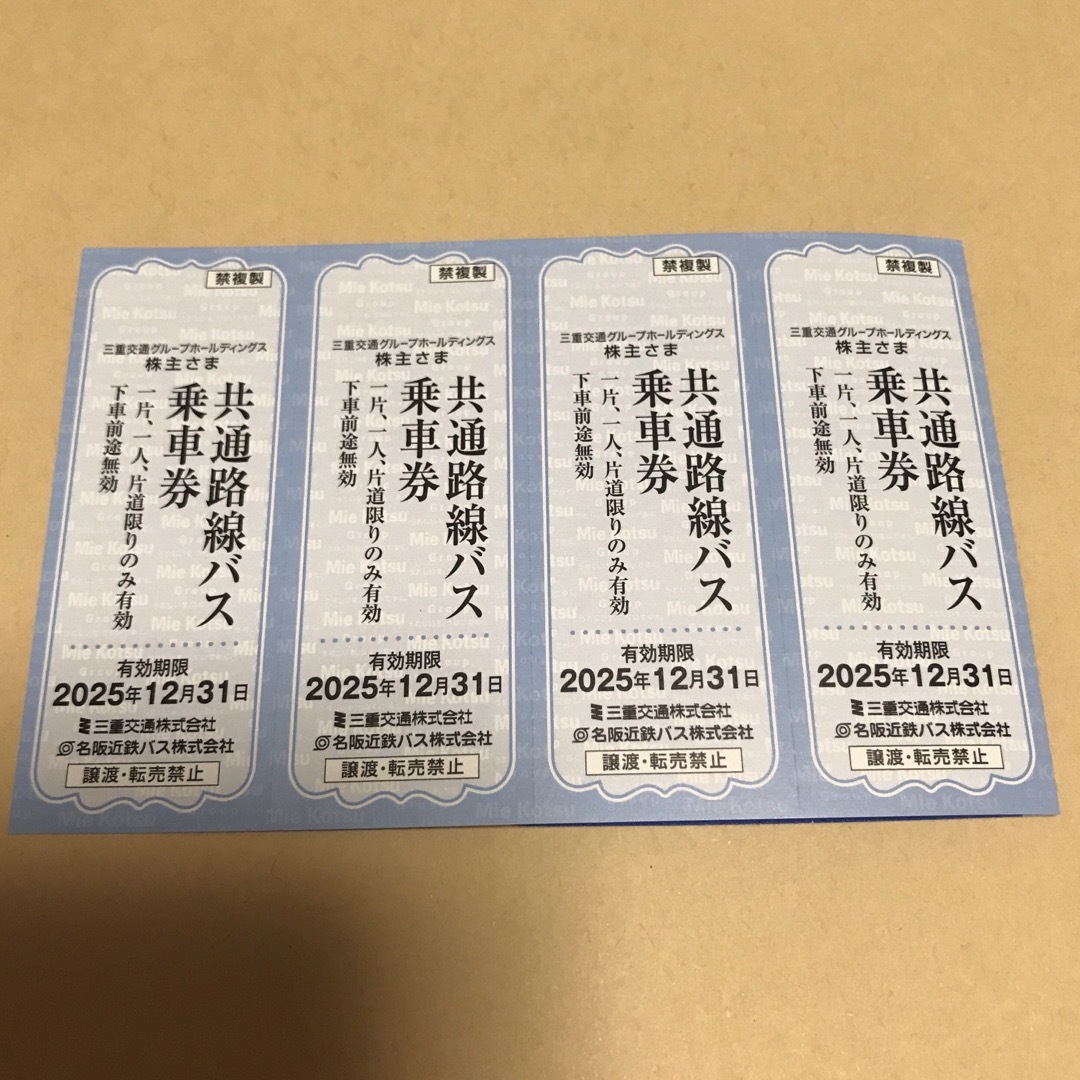 禁複製
三重交通グループホールディングス
株主さま
共通路線バス
乗車券
一片、一人、片道限りのみ有効
下車前途無効
有効期限
2025年12月31日
三重交通株式会社
名阪近鉄バス株式会社
譲渡・転売禁止
禁複製
三重交通グループホールディングス
株主さま
共通路線バス
乗車券
一片、一人、片道限りのみ有効
下車前途無効
有効期限
2025年12月31日
三重交通株式会社
名阪近鉄バス株式会社
譲渡・転売禁止
禁複製
三重交通グループホールディングス
株主さま
共通路線バス
乗車券
一片、一人、片道限りのみ有効
下車前途無効
有効期限
2025年12月31日
三重交通株式会社
名阪近鉄バス株式会社
譲渡・転売禁止
禁複製
三重交通グループホールディングス
株主さま
共通路線バス
乗車券
一片、一人、片道限りのみ有効
下車前途無効
有効期限
2025年12月31日
三重交通株式会社
名阪近鉄バス株式会社
譲渡・転売禁止
Mie Kotsu
Group